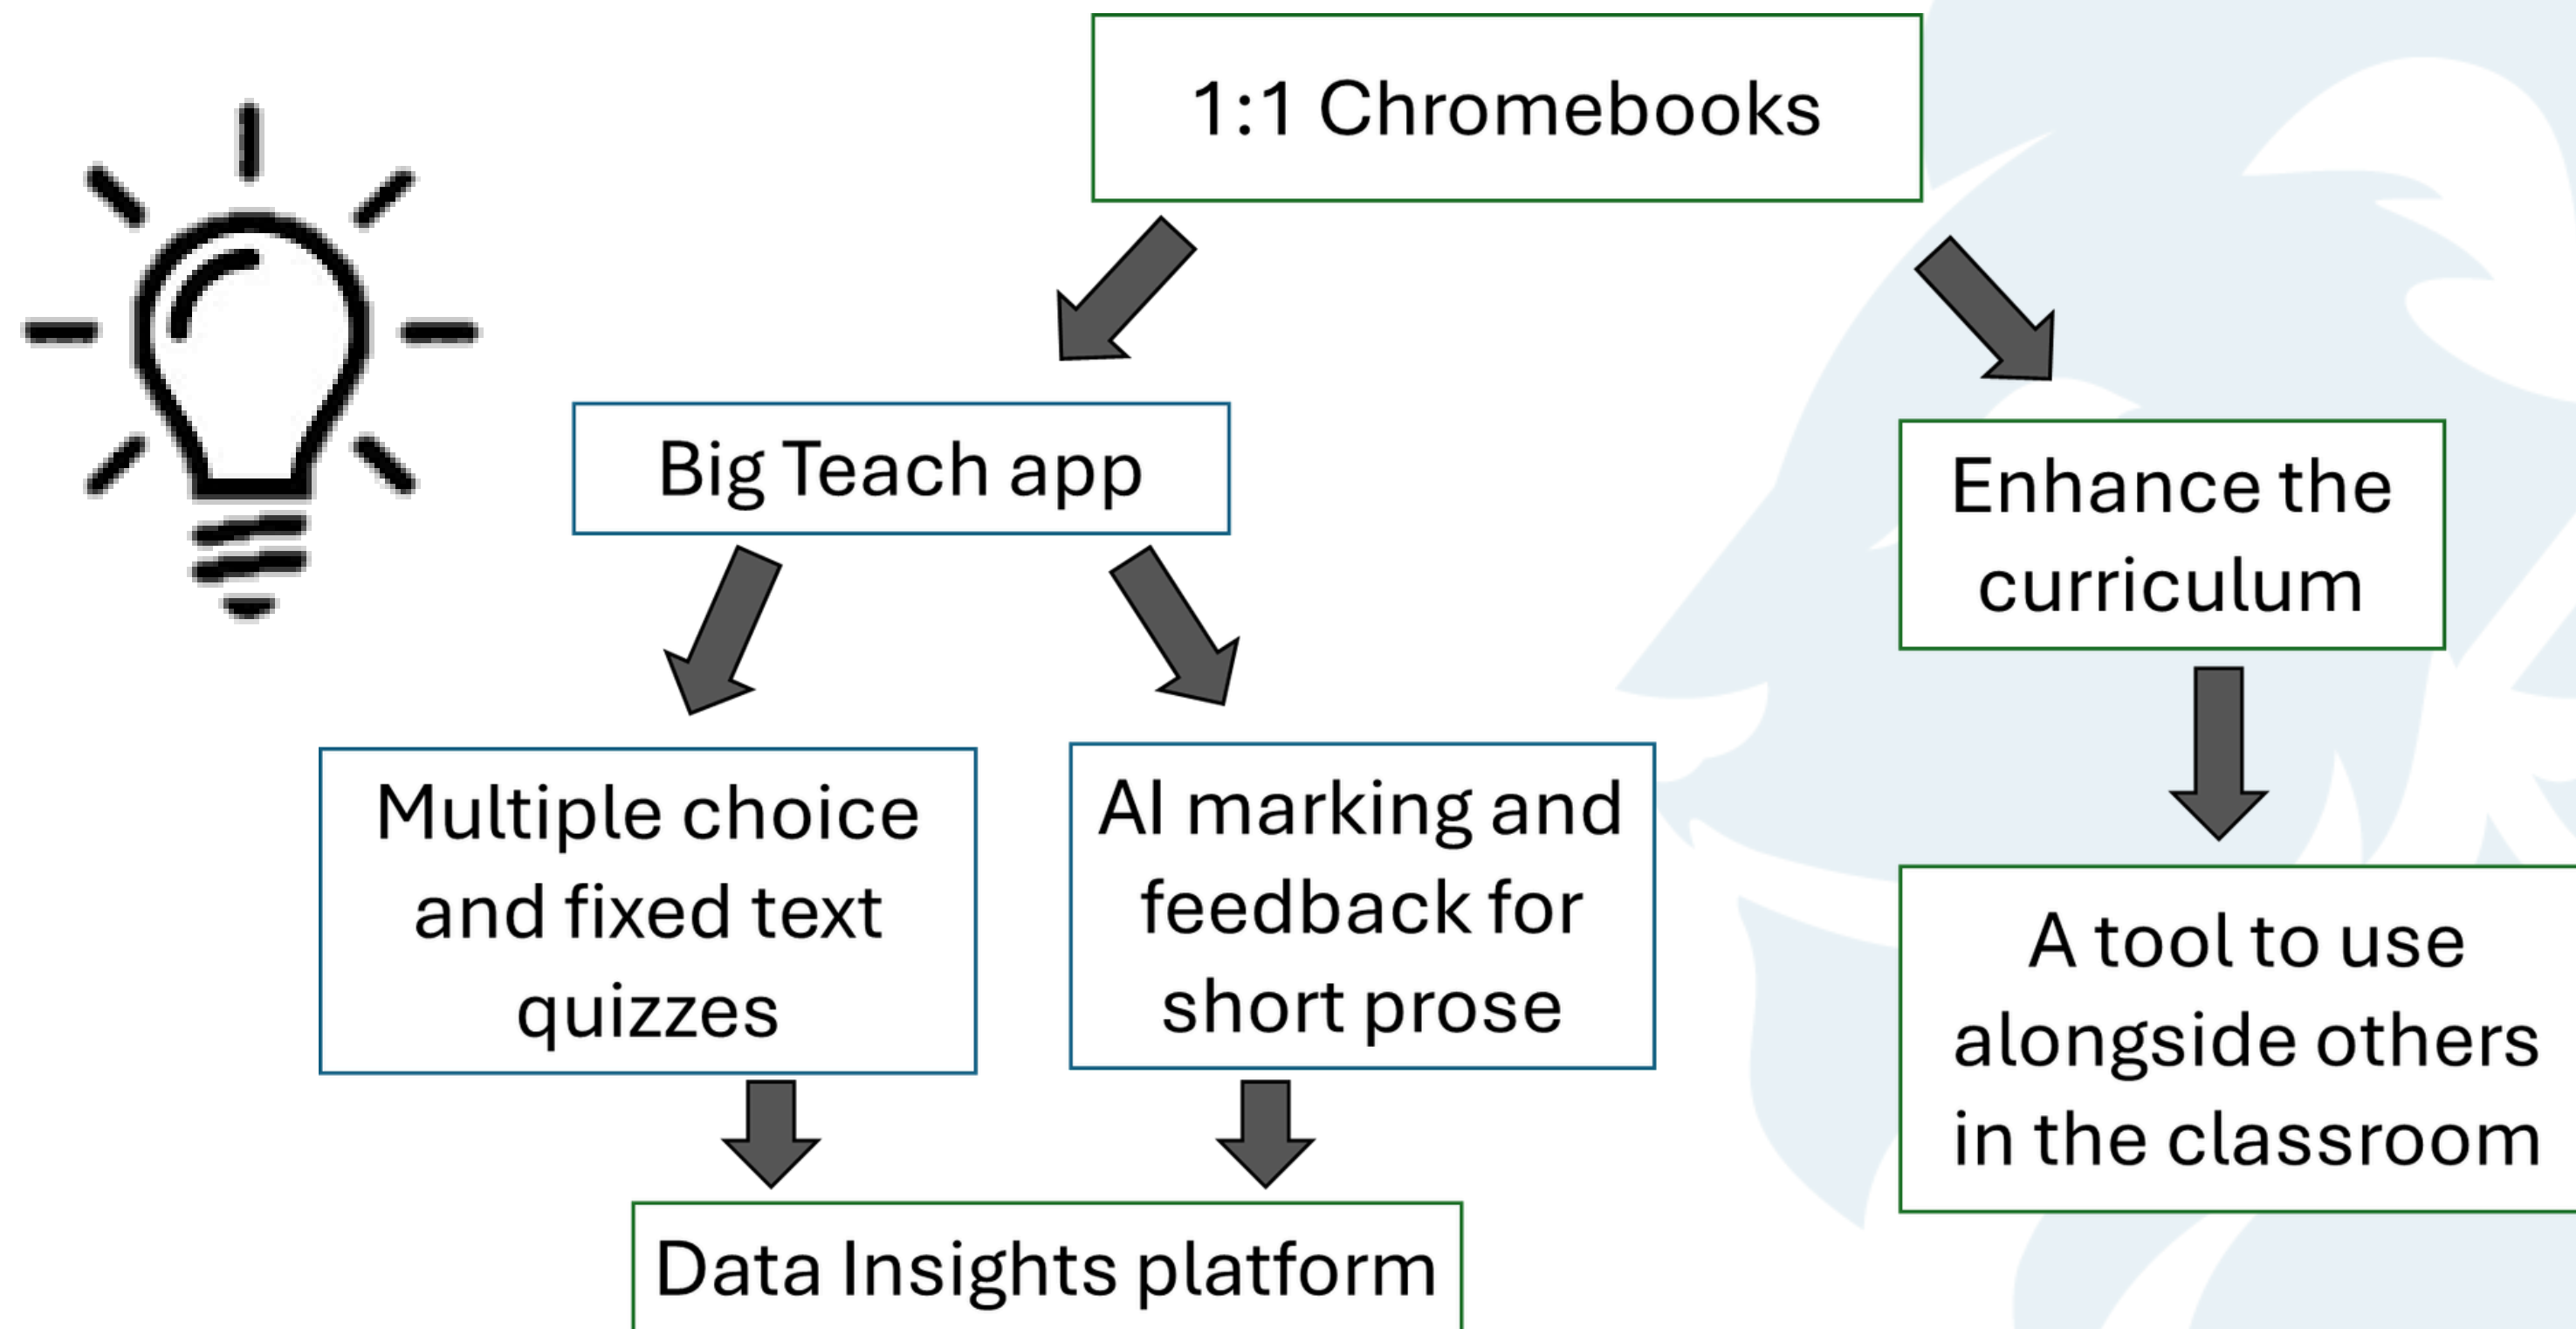 1:1 Chromebooks
Big Teach app
Enhance the
curriculum
Multiple choice
and fixed text
quizzes
AI marking and
feedback for
short prose
A tool to use
alongside others
in the classroom
Data Insights platform